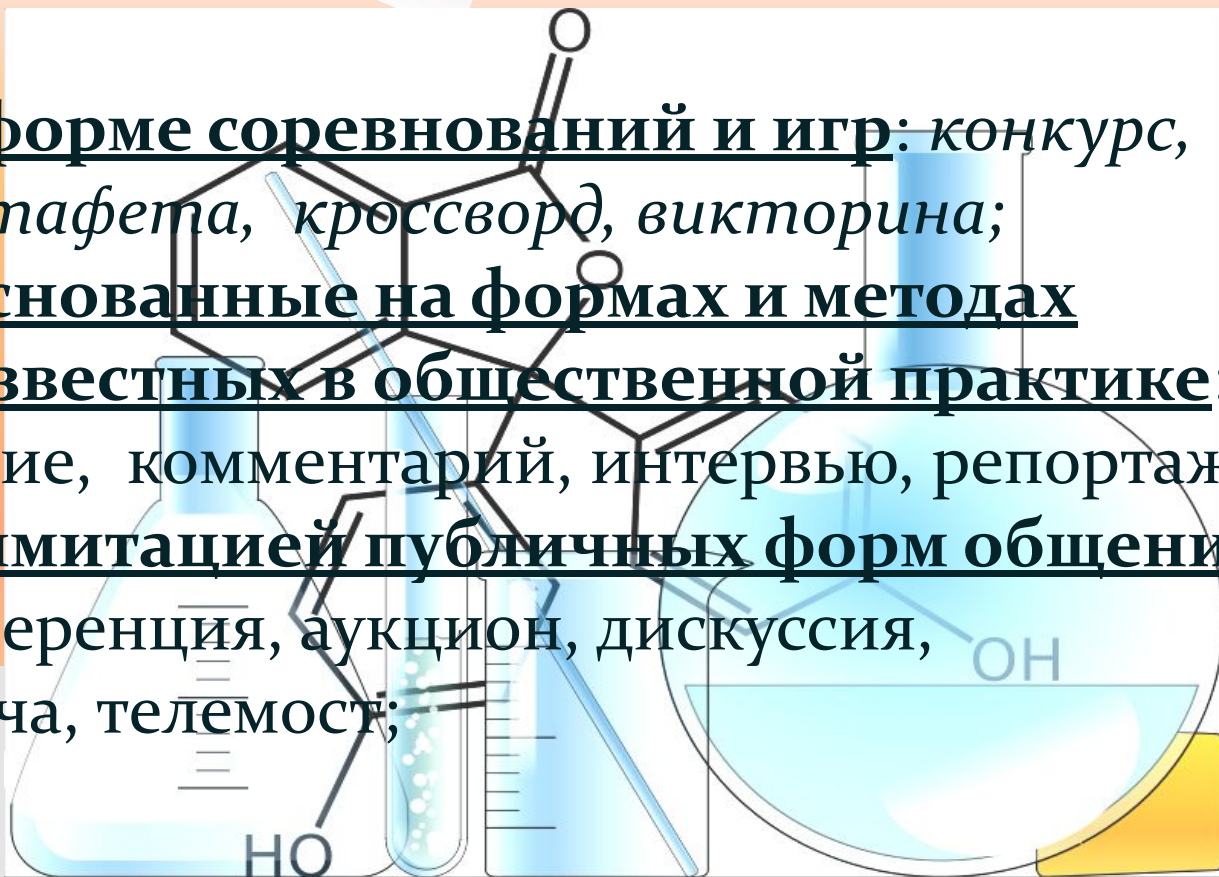 O
форме соревнований и игр: конкурс,
тафета, кроссворд, викторина;
O
снованные на формах и методах
звестных в общественной практике:
ие, комментарий, интервью, репортаж
имитацией публичных форм общени
еренция, аукцион, дискуссия,
OH
ча, телемост;
HO